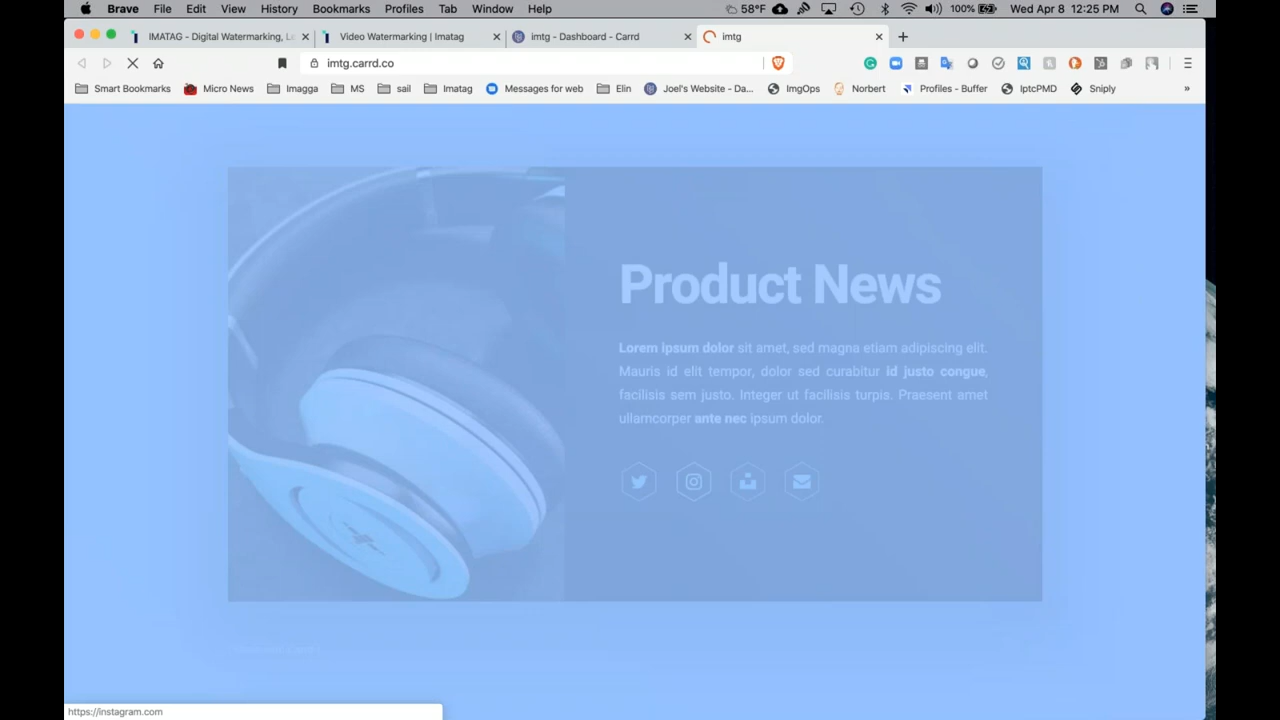 Brave File Edit View History Bookmarks Profiles Tab Window Help 58°F 100% Wed Apr 8 12:25 PM
IMATAG - Digital Watermarking, Video Watermarking | Imatag imtg - Dashboard - Carrd imtg
imtg.carrd.co
Smart Bookmarks Micro News Imagga MS sail Imatag Messages for web Elin Joel's Website - Da... ImgOps Norbert Profiles - Buffer IptcPMD Sniply »
Product News
Lorem ipsum dolor sit amet, sed magna etiam adipiscing elit.
Mauris id elit tempor, dolor sed curabitur id justo congue,
facilisis sem justo. Integer ut facilisis turpis. Praesent amet
ullamcorper ante nec ipsum dolor.
https://instagram.com